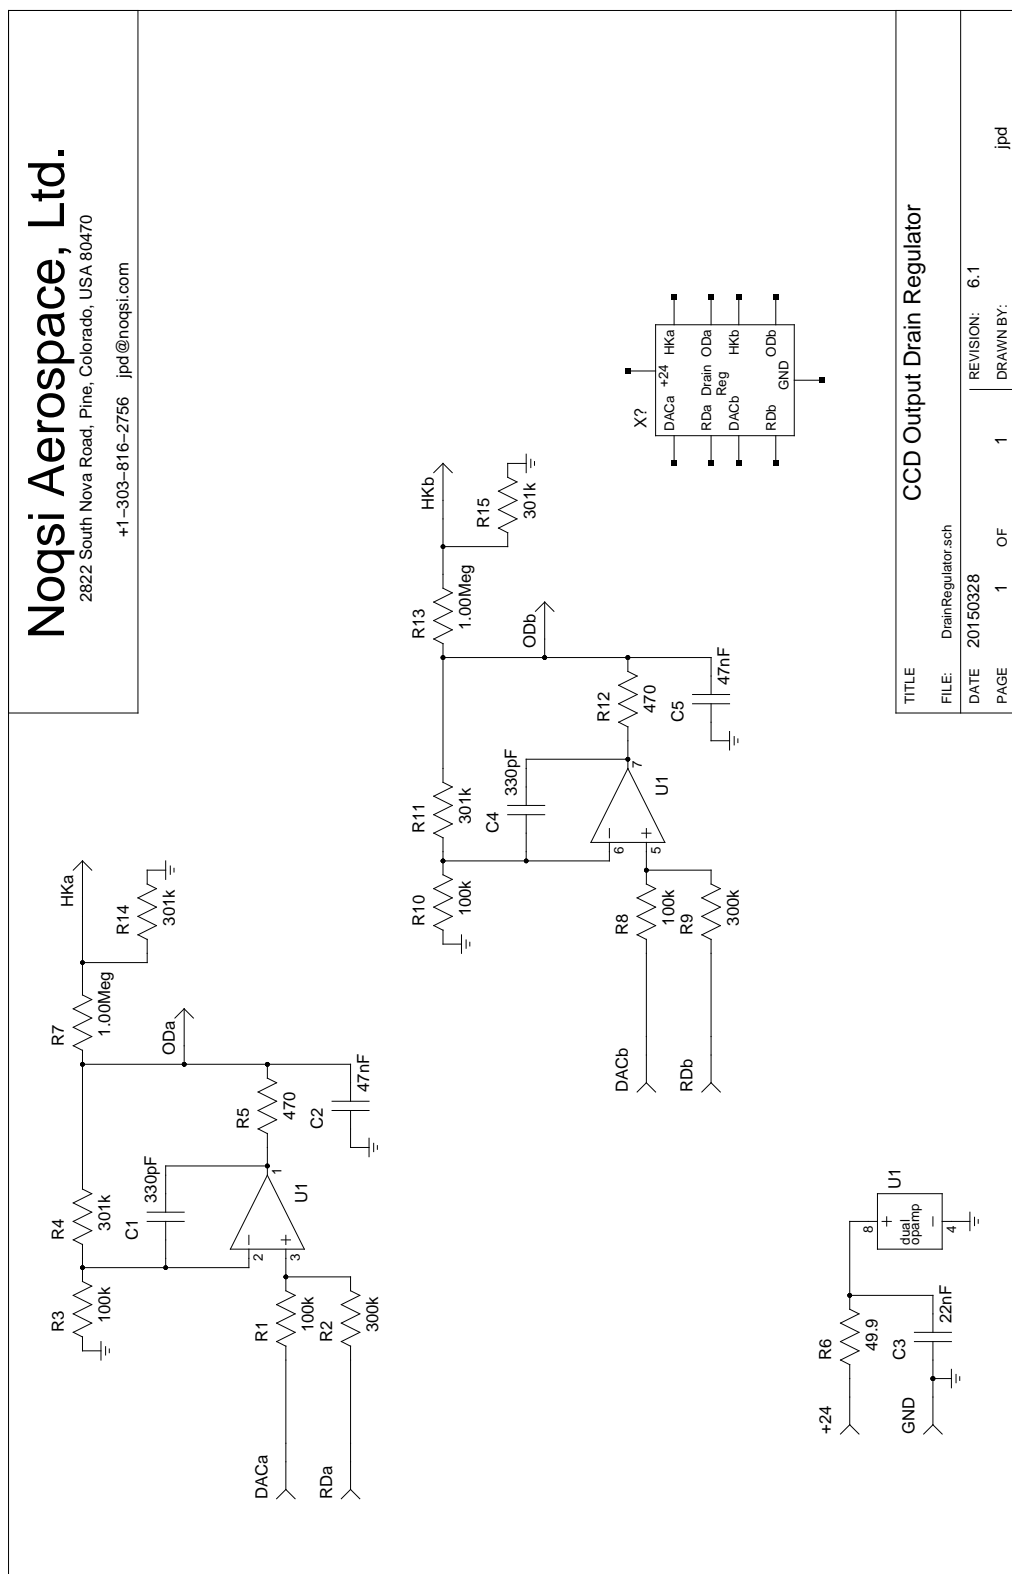 Noqsi Aerospace, Ltd.
2822 South Nova Road, Pine, Colorado, USA 80470
+1−303−816−2756 jpd@noqsi.com
R3
100k
R4
301k
R7
1.00Meg
HKa
R14
301k
C1
330pF
ODa
2
3
1
U1
R5
470
C2
47nF
DACa
R1
100k
RDa
R2
300k
R10
100k
R11
301k
R13
1.00Meg
HKb
R15
301k
C4
330pF
ODb
6
5
7
U1
R12
470
C5
47nF
DACb
R8
100k
RDb
R9
300k
X?
DACa +24 HKa
RDa Drain ODa
Reg
DACb HKb
RDb GND ODb
+24
R6
49.9
GND
C3
22nF
8
4
dual
opamp
U1
TITLE
CCD Output Drain Regulator
FILE: DrainRegulator.sch
REVISION: 6.1
DATE 20150328
PAGE 1 OF 1
DRAWN BY: jpd